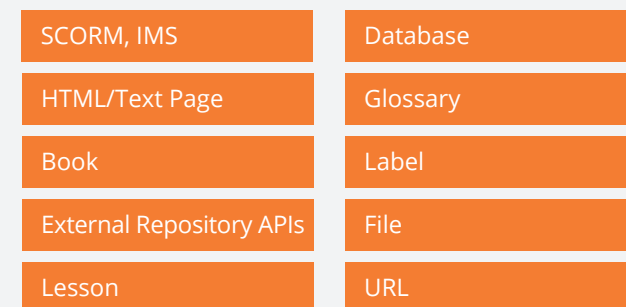 SCORM, IMS
HTML/Text Page
Book
External Repository APIs
Lesson
Database
Glossary
Label
File
URL